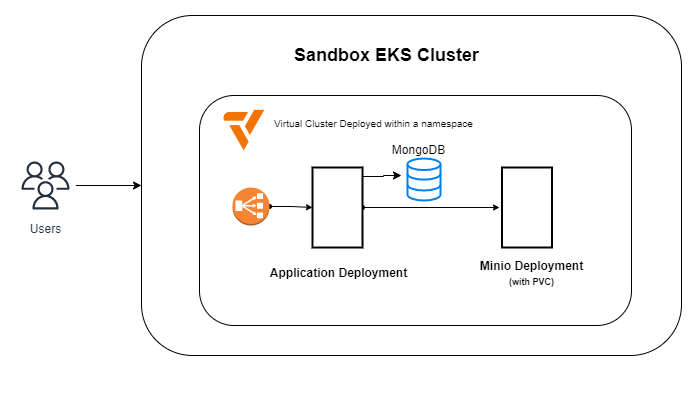 Sandbox EKS Cluster
Virtual Cluster Deployed within a namespace
MongoDB
Users
Application Deployment
Minio Deployment
(with PVC)